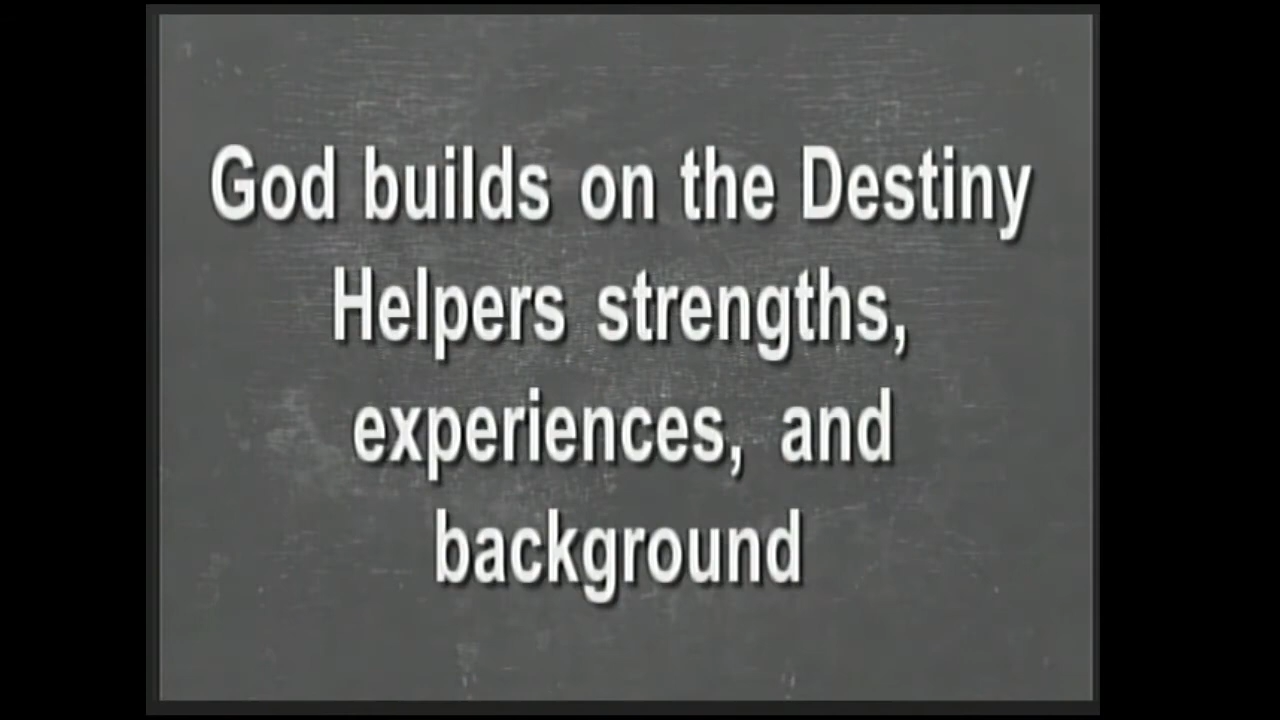 God builds on the Destiny
Helpers strengths,
experiences, and
background